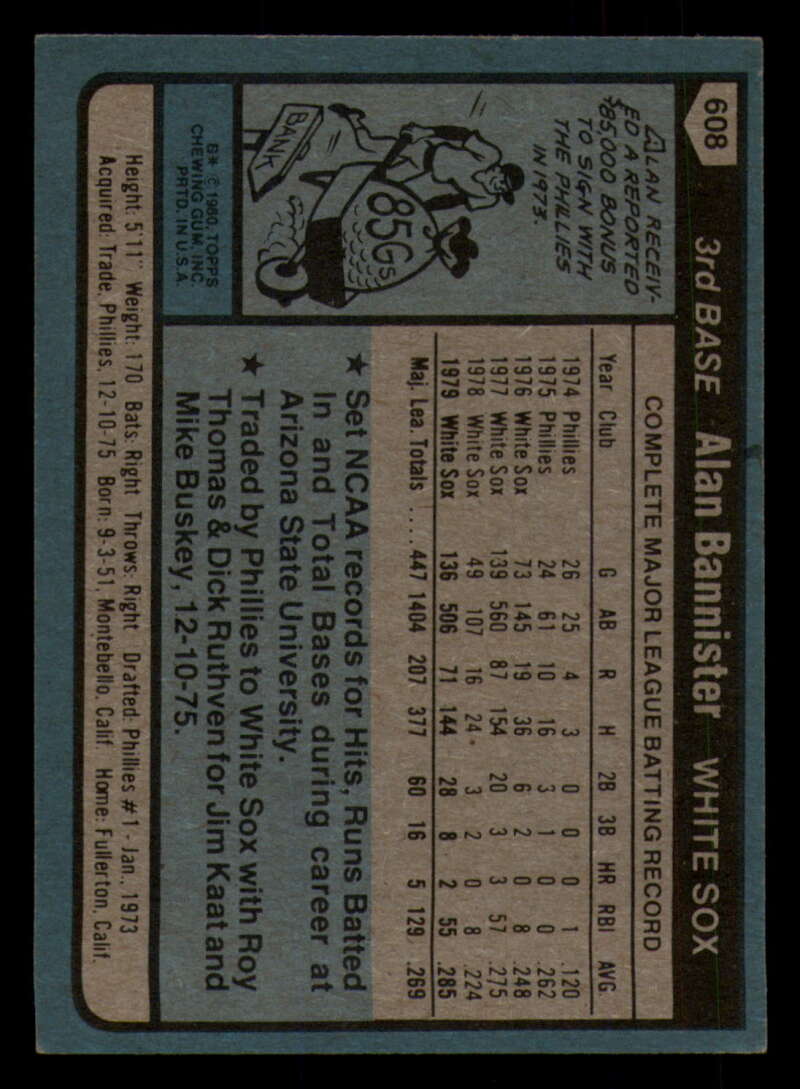 608
3rd BASE Alan Bannister WHITE SOX
ALAN RECEIV-
ED A REPORTED
$85,000 BONUS
TO SIGN WITH
THE PHILLIES
IN 1973.
85Gs
BANK
B* © 1980, TOPPS
CHEWING GUM, INC.
PRTD. IN U.S.A.
COMPLETE MAJOR LEAGUE BATTING RECORD
Year Club G AB R H 2B 3B HR RBI AVG
1974 Phillies 26 25 4 3 0 0 0 1 .120
1975 Phillies 24 61 10 16 3 1 0 0 .262
1976 White Sox 73 145 19 36 6 2 0 8 .248
1977 White Sox 139 560 87 154 20 3 3 57 .275
1978 White Sox 49 107 16 24 3 2 0 8 .224
1979 White Sox 136 506 71 144 28 8 2 55 .285
Maj. Lea. Totals .... 447 1404 207 377 60 16 5 129 .269
★ Set NCAA records for Hits, Runs Batted
In and Total Bases during career at
Arizona State University.
★ Traded by Phillies to White Sox with Roy
Thomas & Dick Ruthven for Jim Kaat and
Mike Buskey, 12-10-75.
Height: 5'11" Weight: 170 Bats: Right Throws: Right Drafted: Phillies #1 - Jan., 1973
Acquired: Trade, Phillies, 12-10-75 Born: 9-3-51, Montebello, Calif. Home: Fullerton, Calif.